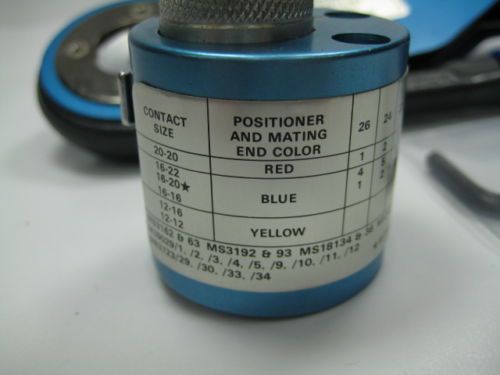 CONTACT SIZE
POSITIONER AND MATING END COLOR
26 24
20-20 RED 1 2
16-22 4 5
16-20★ BLUE 1 2
16-16
12-16 YELLOW
12-12
& 63 MS3192 & 93 MS18134 &
/1, /2, /3, /4, /5, /9, /10, /11, /12
/29, /30, /33, /34